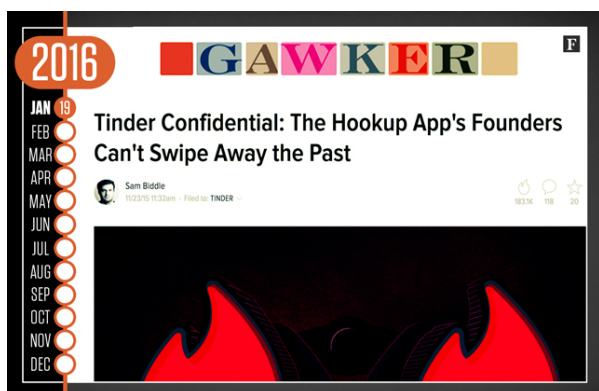 2016
GAWKER
F
JAN 19
FEB
MAR
APR
MAY
JUN
JUL
AUG
SEP
OCT
NOV
DEC
Tinder Confidential: The Hookup App's Founders
Can't Swipe Away the Past
Sam Biddle
11/23/15 11:32am · Filed to: TINDER
183.1K 118 20